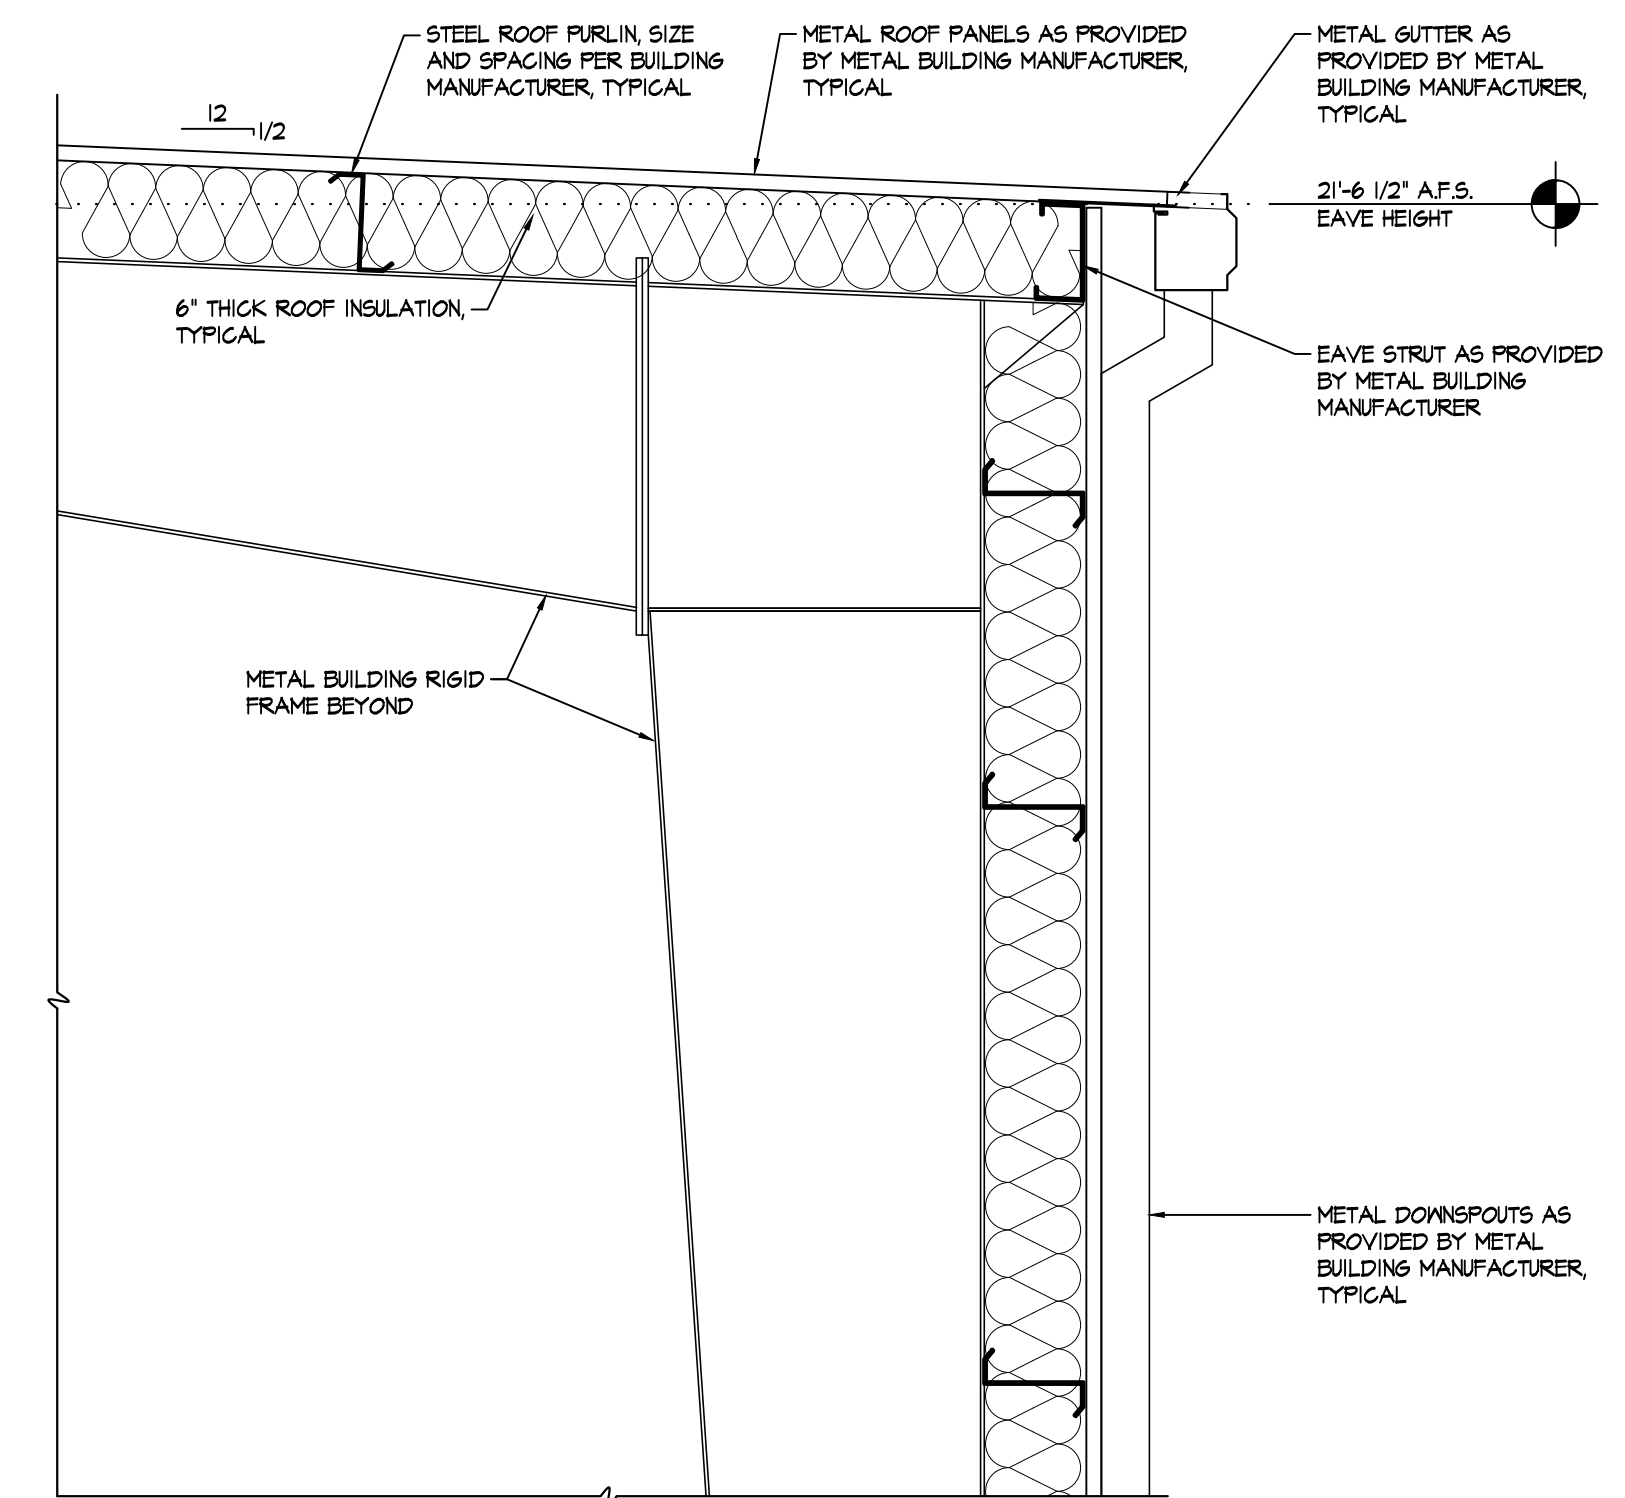 STEEL ROOF PURLIN, SIZE
AND SPACING PER BUILDING
MANUFACTURER, TYPICAL
METAL ROOF PANELS AS PROVIDED
BY METAL BUILDING MANUFACTURER,
TYPICAL
METAL GUTTER AS
PROVIDED BY METAL
BUILDING MANUFACTURER,
TYPICAL
12
1/2
21'-6 1/2" A.F.S.
EAVE HEIGHT
6" THICK ROOF INSULATION,
TYPICAL
EAVE STRUT AS PROVIDED
BY METAL BUILDING
MANUFACTURER
METAL BUILDING RIGID
FRAME BEYOND
METAL DOWNSPOUTS AS
PROVIDED BY METAL
BUILDING MANUFACTURER,
TYPICAL